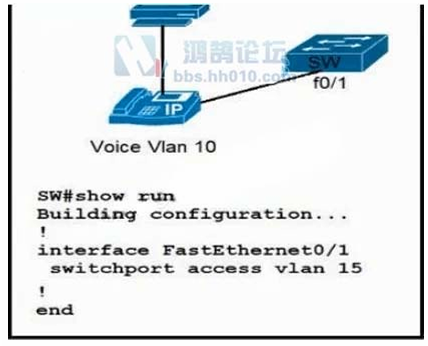 鸿鹄论坛
bbs.hh010.com
SW
f0/1
IP
Voice Vlan 10
SW#show run
Building configuration...
!
interface FastEthernet0/1
switchport access vlan 15
!
end